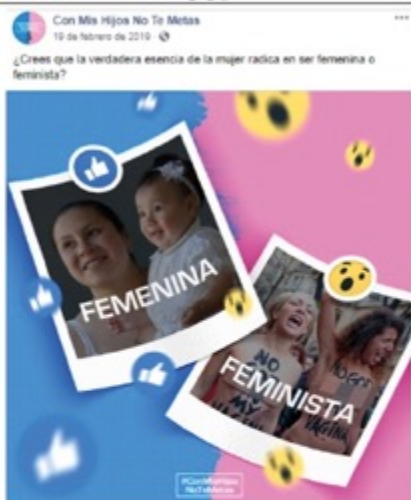 Con Mis Hijos No Te Metas
19 de febrero de 2019
¿Crees que la verdadera esencia de la mujer radica en ser femenina o
feminista?
FEMENINA
FEMINISTA
NO
MY
#ConMisHijos
NoTeMetas